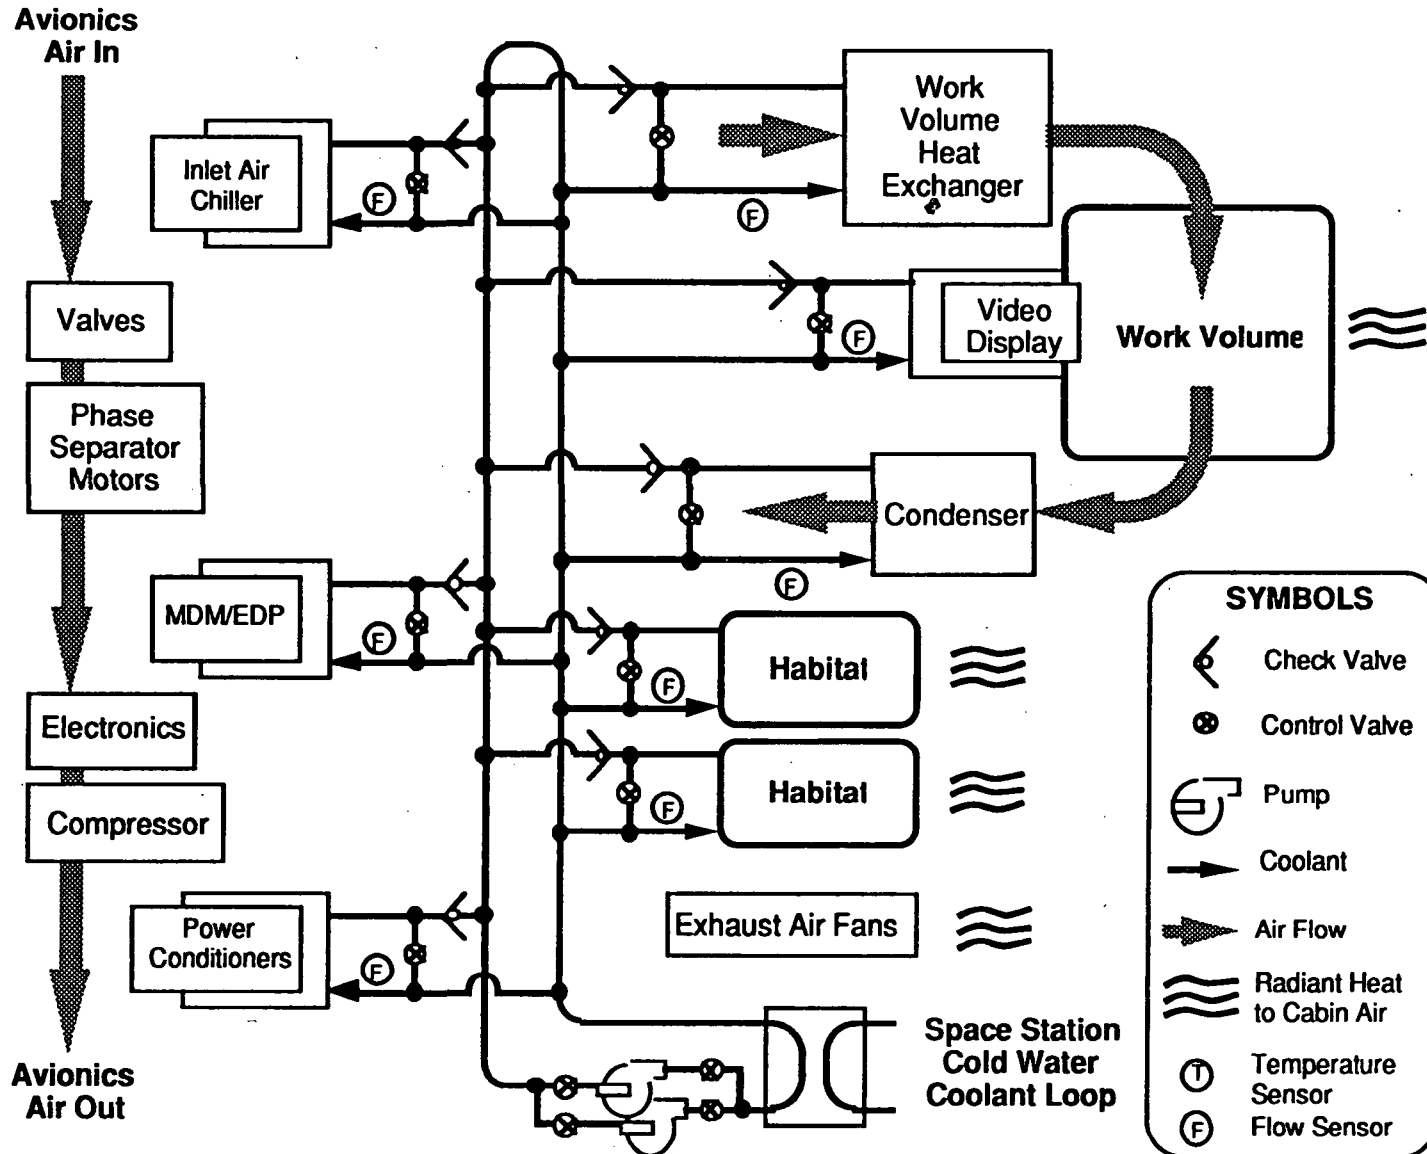 Avionics
Air In
Inlet Air
Chiller
F
Work
Volume
Heat
Exchanger
F
Valves
Video
Display
F
Work Volume
Phase
Separator
Motors
Condenser
F
MDM/EDP
F
Habitat
F
Electronics
Habitat
F
Compressor
Power
Conditioners
F
Exhaust Air Fans
Avionics
Air Out
Space Station
Cold Water
Coolant Loop
SYMBOLS
Check Valve
Control Valve
Pump
Coolant
Air Flow
Radiant Heat
to Cabin Air
T
Temperature
Sensor
F
Flow Sensor